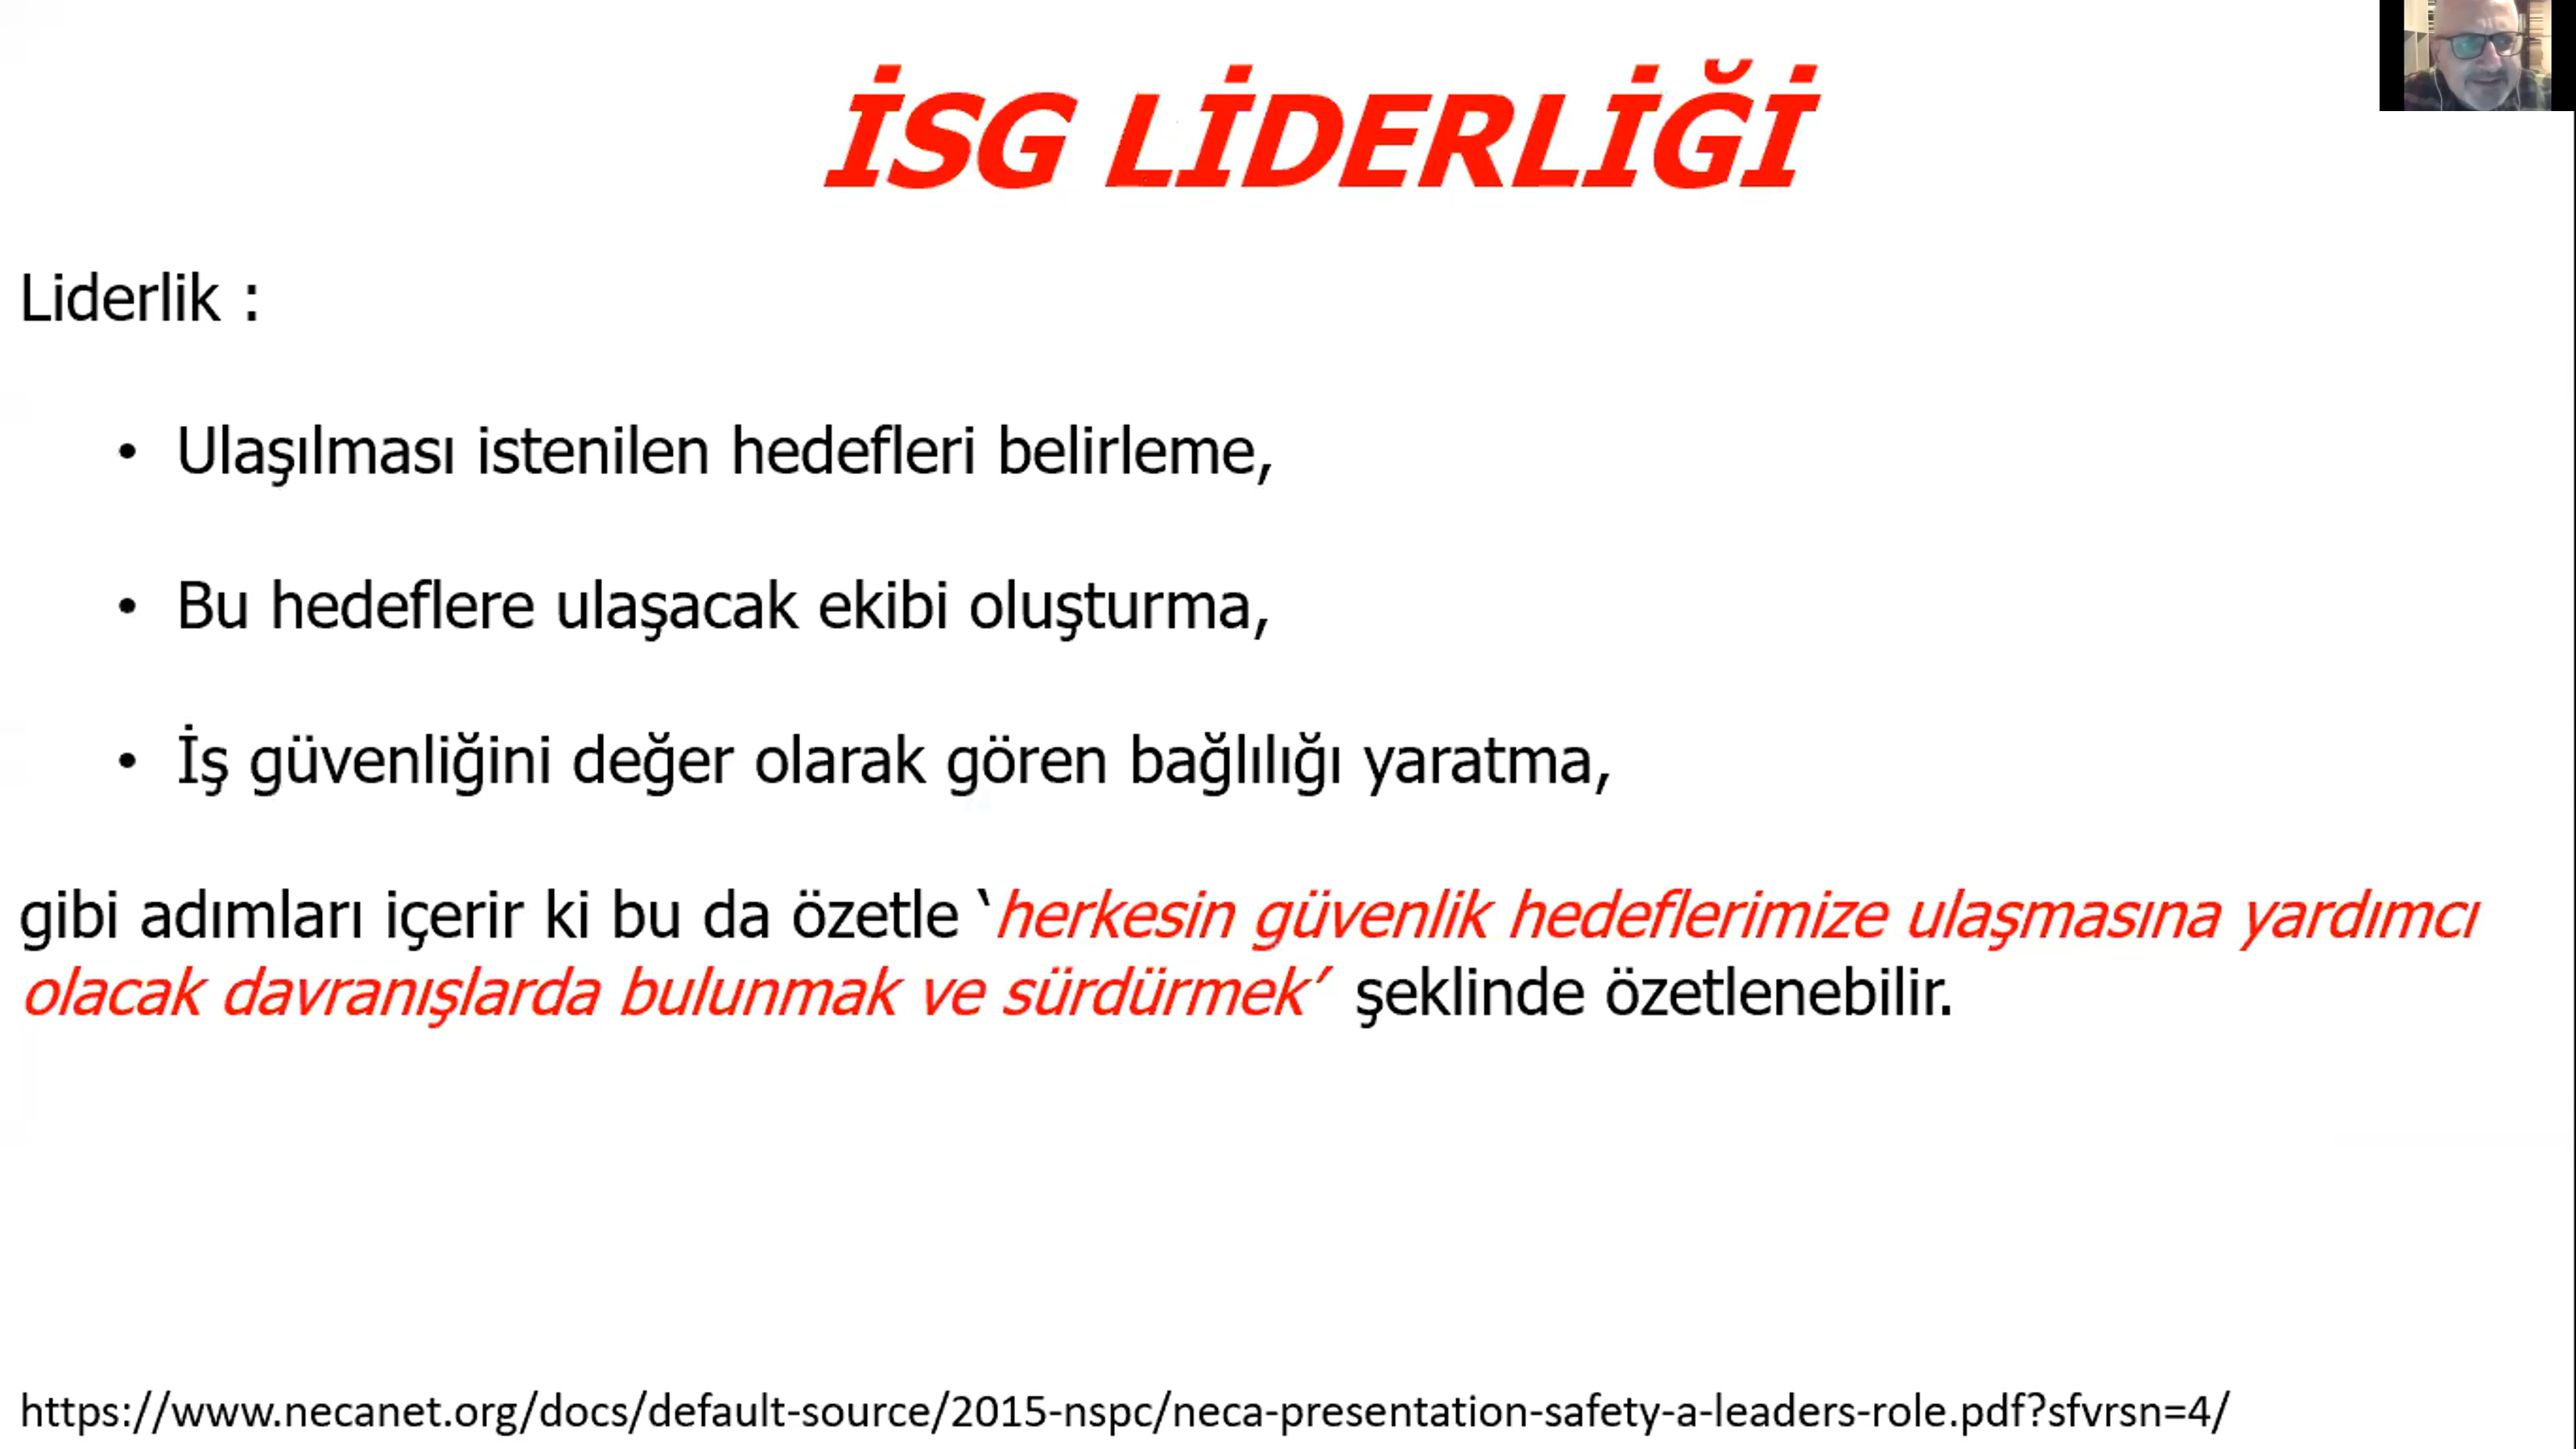 İSG LİDERLİĞİ
Liderlik :
• Ulaşılması istenilen hedefleri belirleme,
• Bu hedeflere ulaşacak ekibi oluşturma,
• İş güvenliğini değer olarak gören bağlılığı yaratma,
gibi adımları içerir ki bu da özetle ‘herkesin güvenlik hedeflerimize ulaşmasına yardımcı
olacak davranışlarda bulunmak ve sürdürmek’ şeklinde özetlenebilir.
https://www.necanet.org/docs/default-source/2015-nspc/neca-presentation-safety-a-leaders-role.pdf?sfvrsn=4/